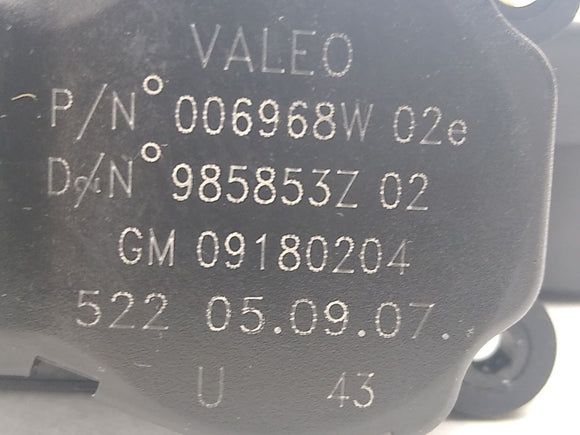 VALEO
P/N° 006968W 02e
D/N° 985853Z 02
GM 09180204
522 05.09.07.
U 43